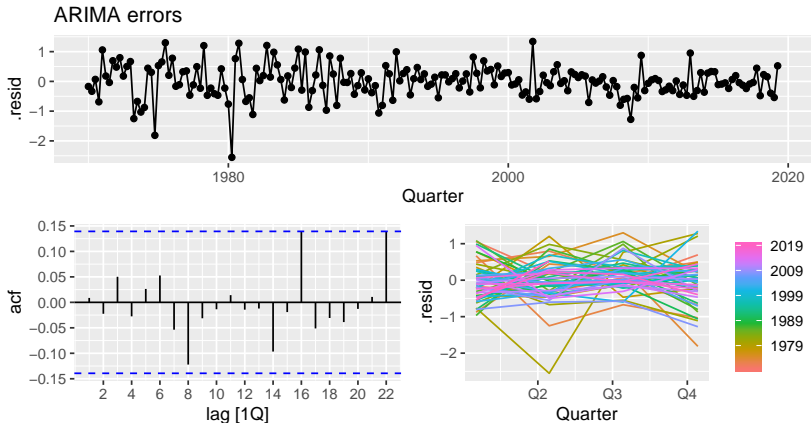 ARIMA errors
1
0
−1
−2
.resid
1980
2000
2020
Quarter
0.15
0.10
0.05
0.00
−0.05
−0.10
−0.15
acf
2 4 6 8 10 12 14 16 18 20 22
lag [1Q]
1
0
−1
−2
.resid
Q2 Q3 Q4
Quarter
2019
2009
1999
1989
1979